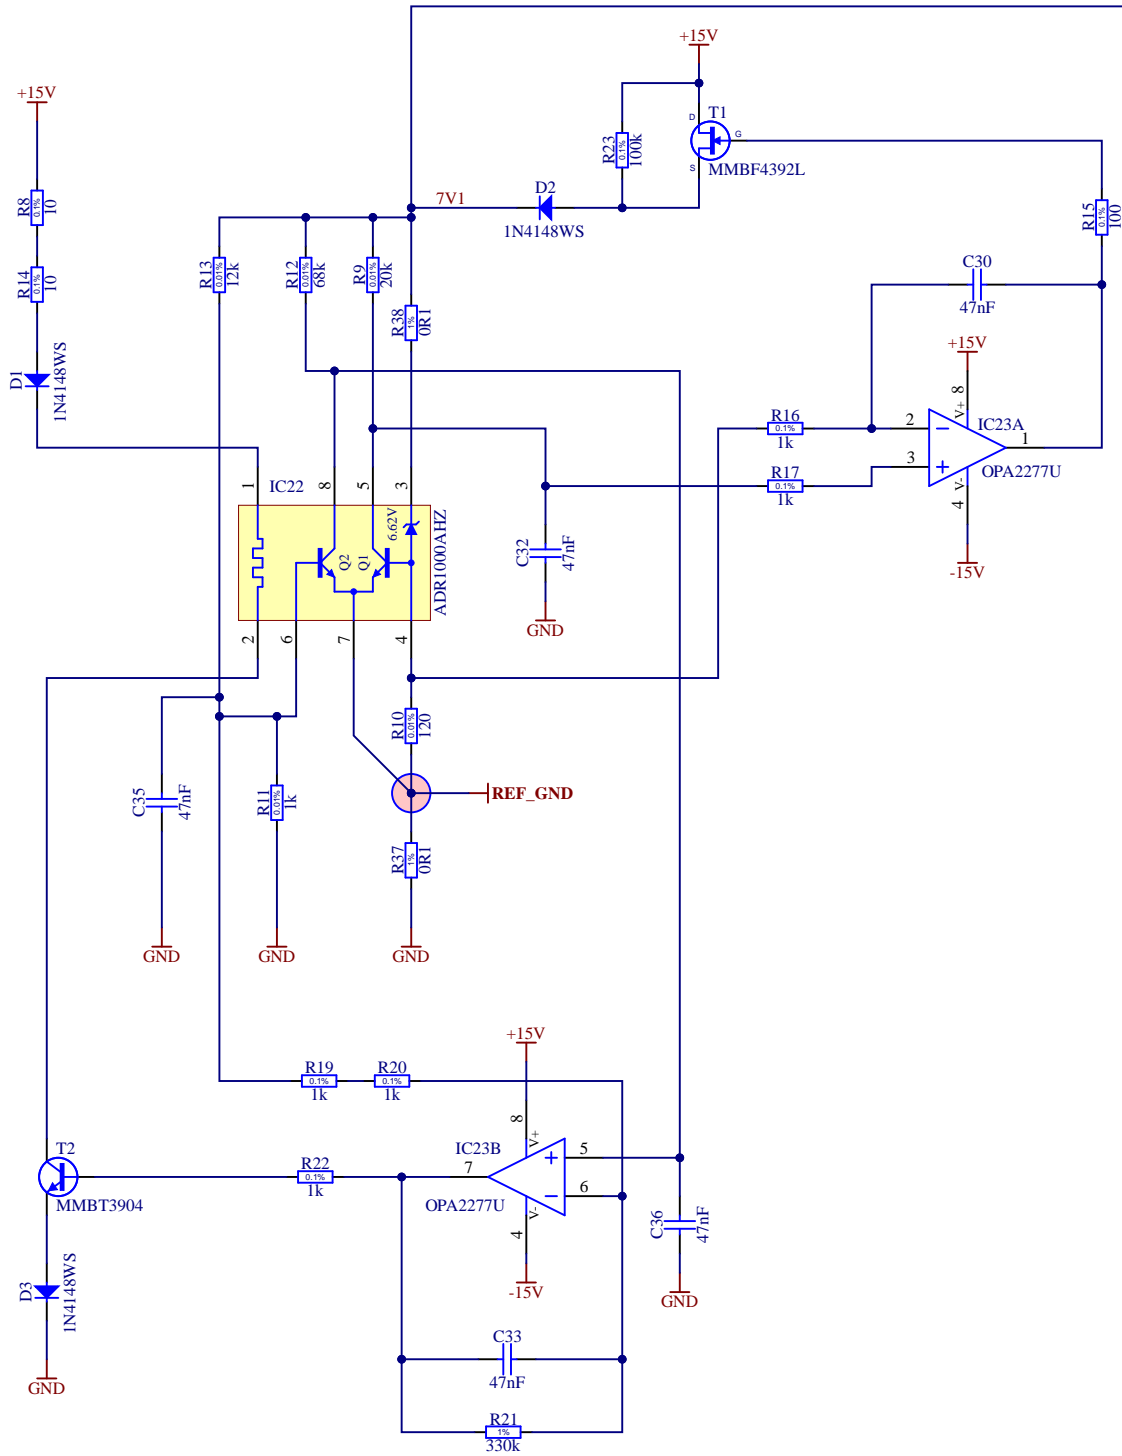 +15V
R8
0.1%
10
R14
0.1%
10
D1
1N4148WS
+15V
R23
0.1%
100k
T1
D
G
S
MMBF4392L
7V1
D2
1N4148WS
R15
0.1%
100
R13
0.01%
12k
R12
0.01%
68k
R9
0.01%
20k
R38
1%
0R1
C30
47nF
+15V
8
V+
IC23A
2
3
1
OPA2277U
V-
4
-15V
R16
0.1%
1k
R17
0.1%
1k
1
IC22
8
5
3
6.62V
Q2
Q1
ADR1000AHZ
2
6
7
4
C32
47nF
GND
R10
0.01%
120
REF_GND
C35
47nF
R11
0.01%
1k
R37
1%
0R1
GND
GND
GND
+15V
R19
0.1%
1k
R20
0.1%
1k
8
V+
IC23B
5
6
7
OPA2277U
V-
4
-15V
T2
MMBT3904
R22
0.1%
1k
C36
47nF
GND
D3
1N4148WS
GND
C33
47nF
R21
1%
330k